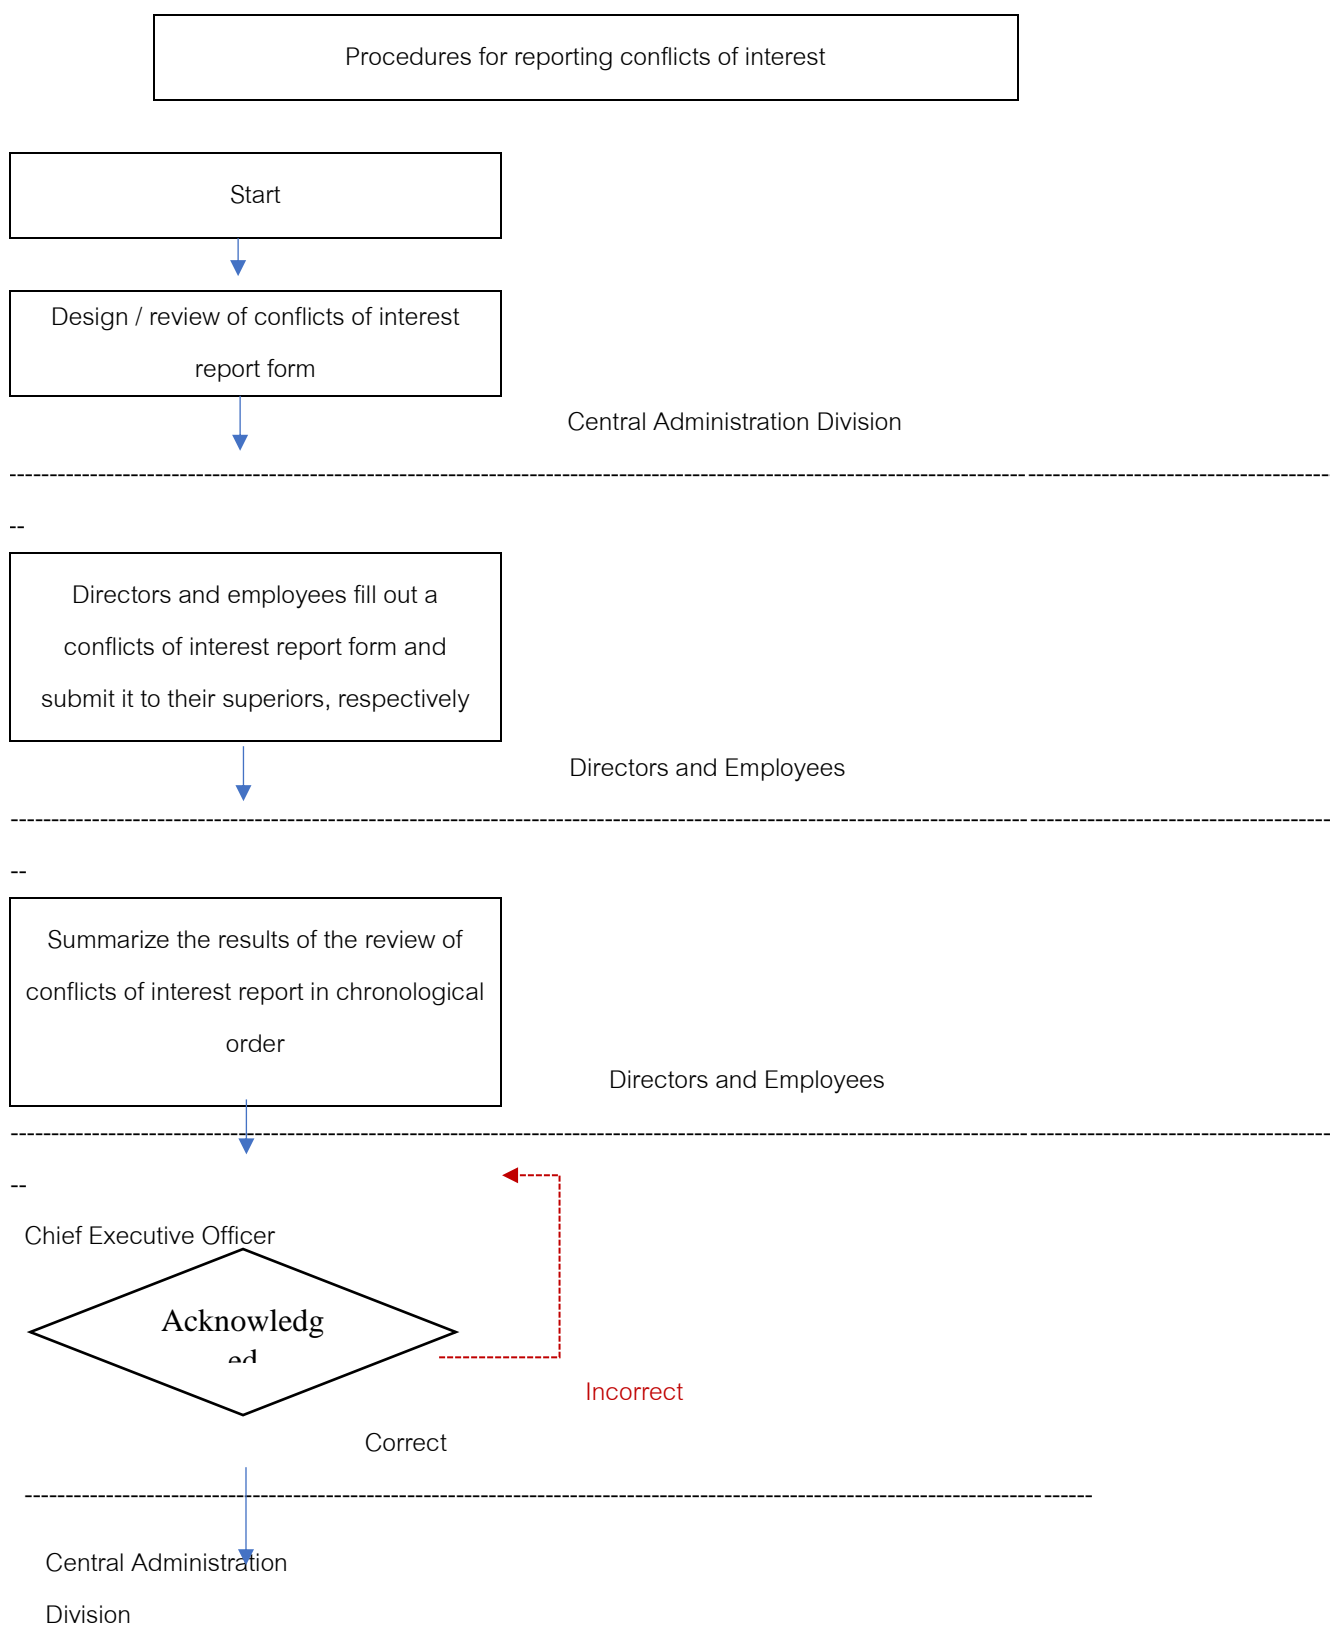 Procedures for reporting conflicts of interest
Start
Design / review of conflicts of interest
report form
Central Administration Division
--------------------------------------------------------------------------------------------------------------------------------------------------------------------
--
Directors and employees fill out a
conflicts of interest report form and
submit it to their superiors, respectively
Directors and Employees
--------------------------------------------------------------------------------------------------------------------------------------------------------------------
--
Summarize the results of the review of
conflicts of interest report in chronological
order
Directors and Employees
--------------------------------------------------------------------------------------------------------------------------------------------------------------------
--
Chief Executive Officer
Acknowledg
ed
Incorrect
Correct
--------------------------------------------------------------------------------------------------------------------------------------
Central Administration
Division